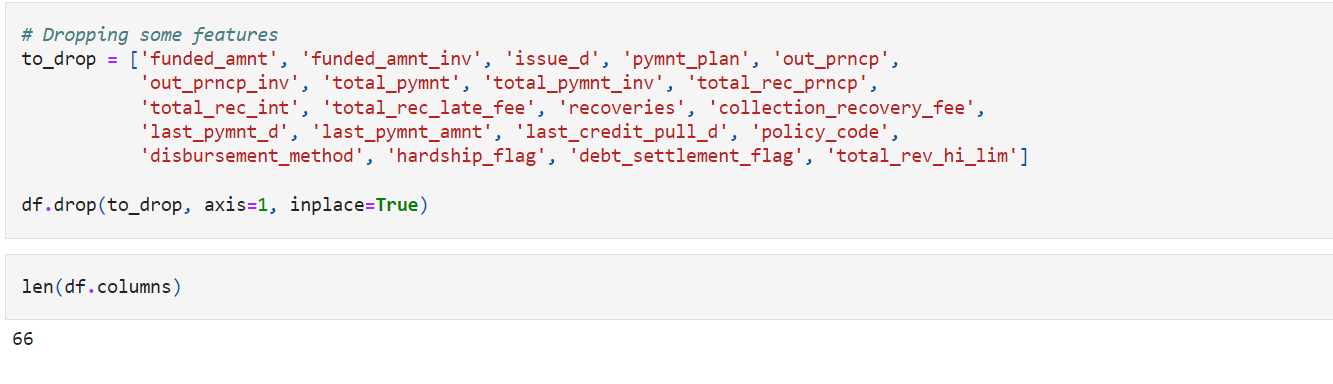 # Dropping some features
to_drop = ['funded_amnt', 'funded_amnt_inv', 'issue_d', 'pymnt_plan', 'out_prncp',
'out_prncp_inv', 'total_pymnt', 'total_pymnt_inv', 'total_rec_prncp',
'total_rec_int', 'total_rec_late_fee', 'recoveries', 'collection_recovery_fee',
'last_pymnt_d', 'last_pymnt_amnt', 'last_credit_pull_d', 'policy_code',
'disbursement_method', 'hardship_flag', 'debt_settlement_flag', 'total_rev_hi_lim']
df.drop(to_drop, axis=1, inplace=True)
len(df.columns)
66